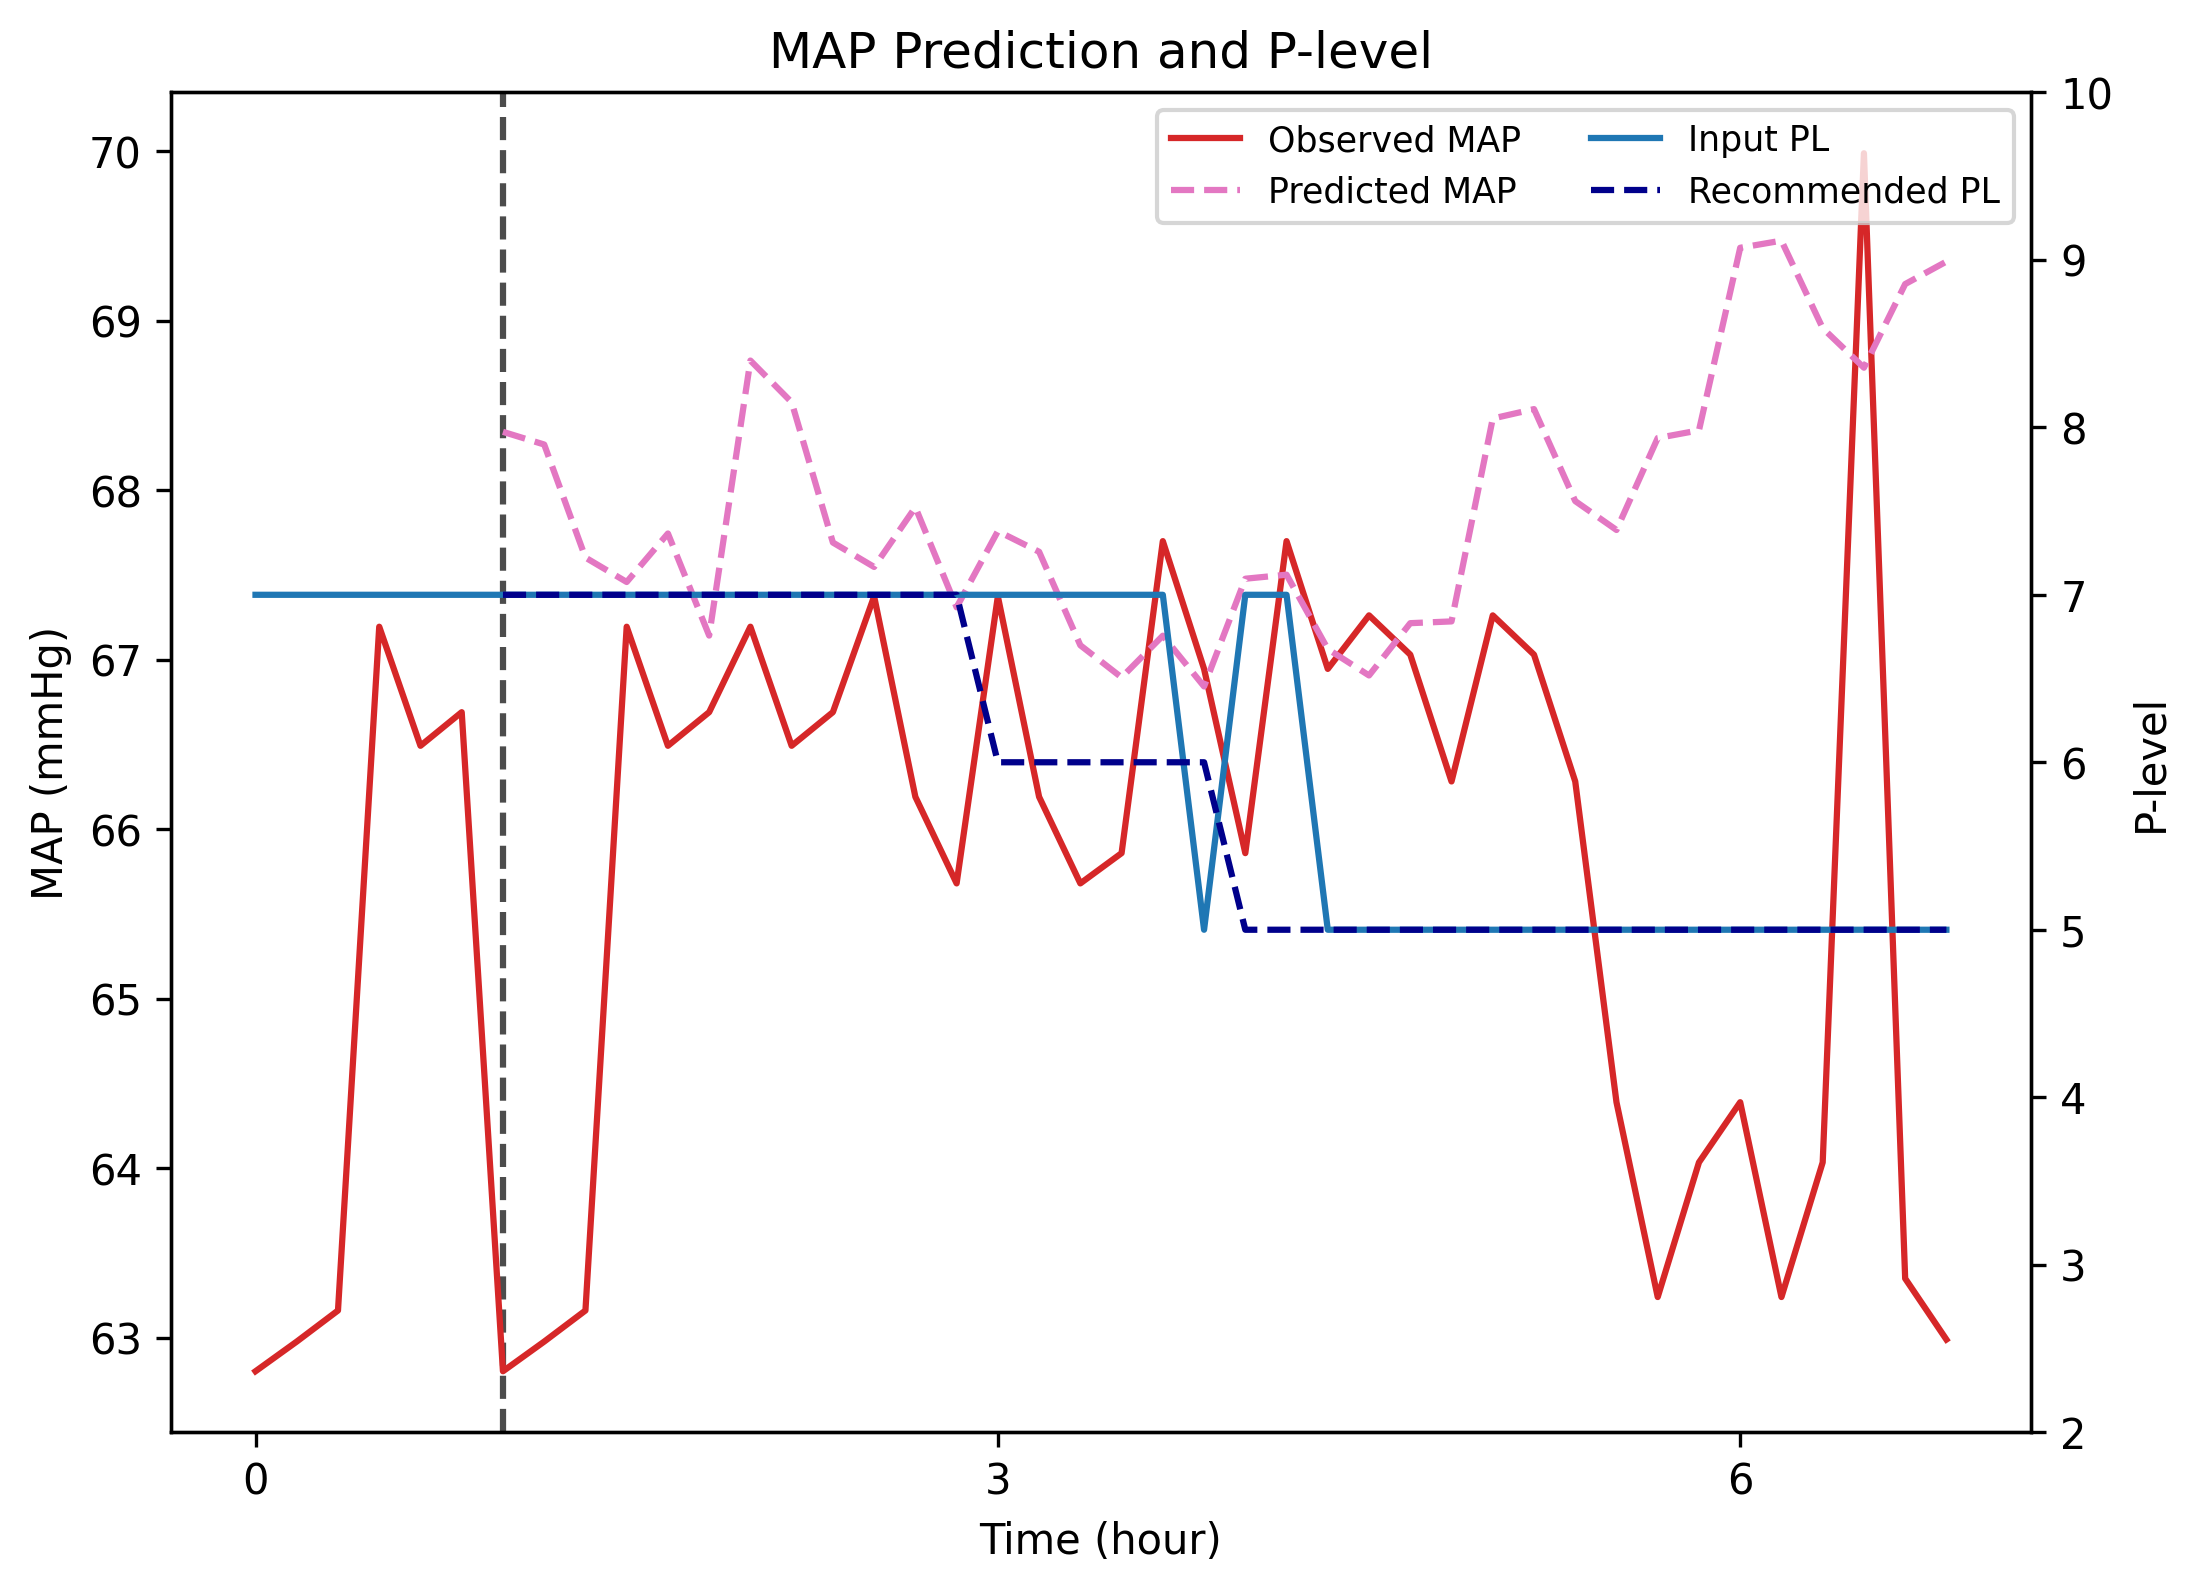 MAP Prediction and P-level
Observed MAP
Predicted MAP
Input PL
Recommended PL
MAP (mmHg)
70
69
68
67
66
65
64
63
10
9
8
7
6
5
4
3
2
P-level
0 3 6
Time (hour)